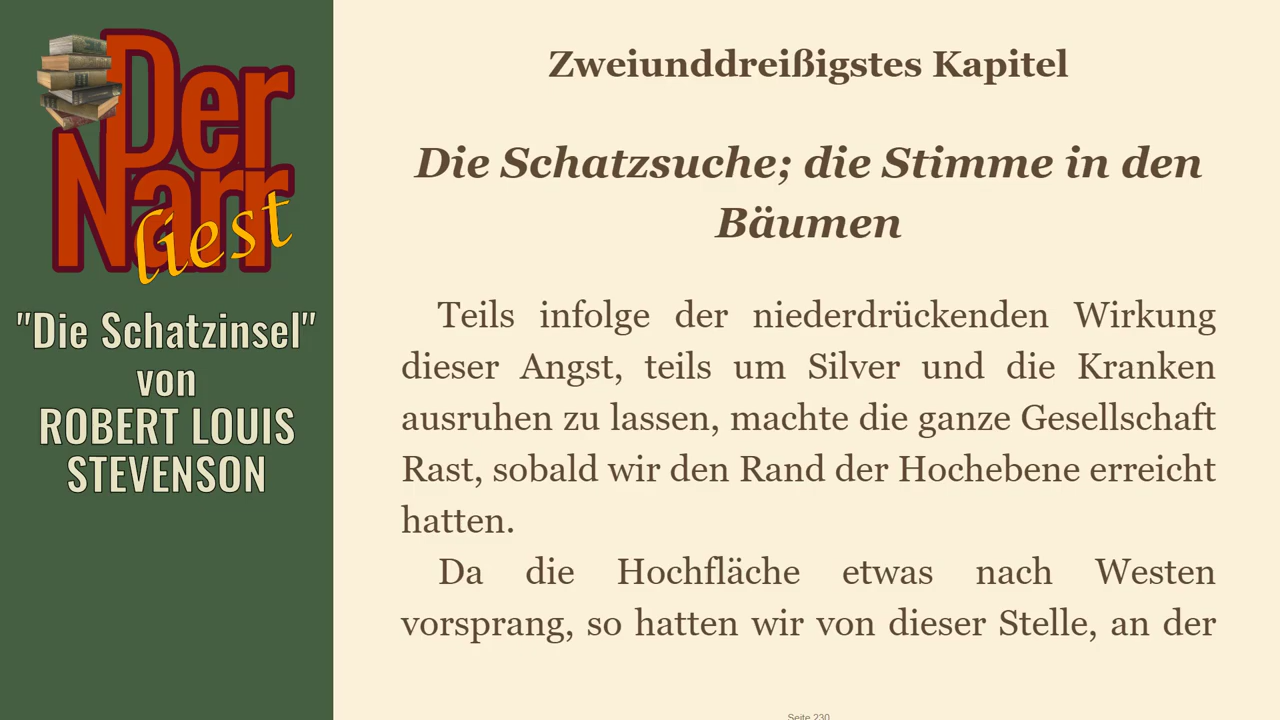 Der
Narr
liest
"Die Schatzinsel"
von
ROBERT LOUIS
STEVENSON
Zweiunddreißigstes Kapitel
Die Schatzsuche; die Stimme in den
Bäumen
Teils infolge der niederdrückenden Wirkung
dieser Angst, teils um Silver und die Kranken
ausruhen zu lassen, machte die ganze Gesellschaft
Rast, sobald wir den Rand der Hochebene erreicht
hatten.
Da die Hochfläche etwas nach Westen
vorsprang, so hatten wir von dieser Stelle, an der
Seite 230